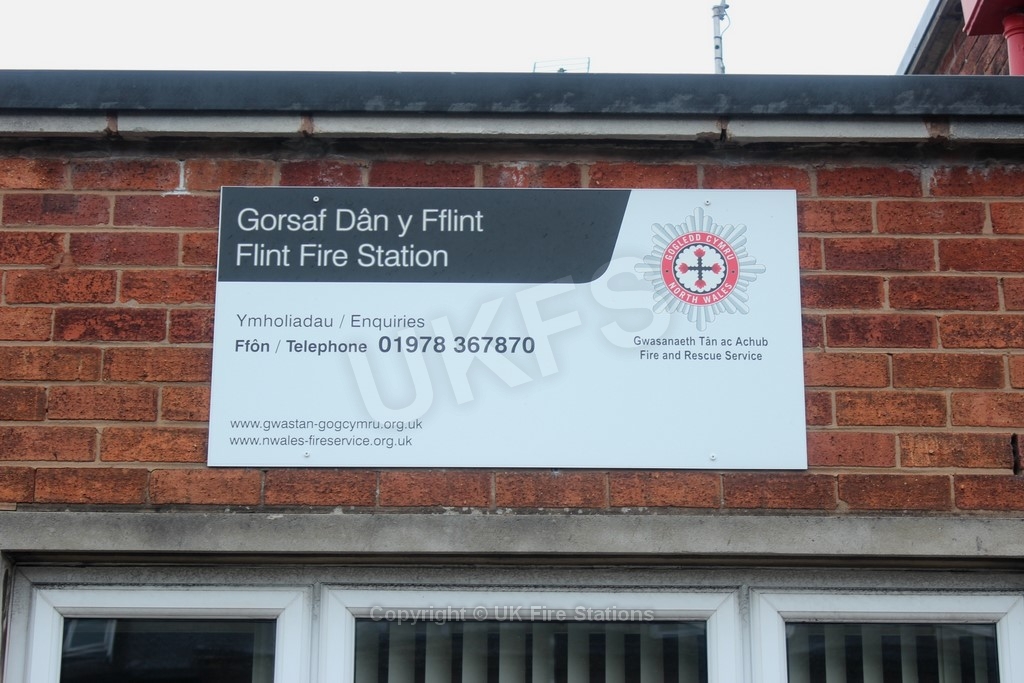 Gorsaf Dân y Fflint
Flint Fire Station
GOGLEDD CYMRU
NORTH WALES
Gwasanaeth Tân ac Achub
Fire and Rescue Service
Ymholiadau / Enquiries
Ffôn / Telephone 01978 367870
www.gwastan-gogcymru.org.uk
www.nwales-fireservice.org.uk
UKFS
Copyright © UK Fire Stations